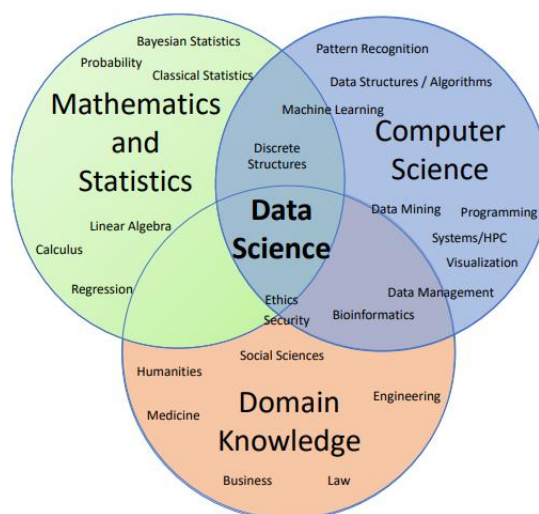 Bayesian Statistics
Probability
Classical Statistics
Mathematics
and
Statistics
Linear Algebra
Calculus
Regression
Pattern Recognition
Data Structures / Algorithms
Machine Learning
Discrete
Structures
Computer
Science
Data Mining
Programming
Systems/HPC
Visualization
Data Management
Bioinformatics
Data
Science
Ethics
Security
Social Sciences
Humanities
Engineering
Medicine
Domain
Knowledge
Business
Law